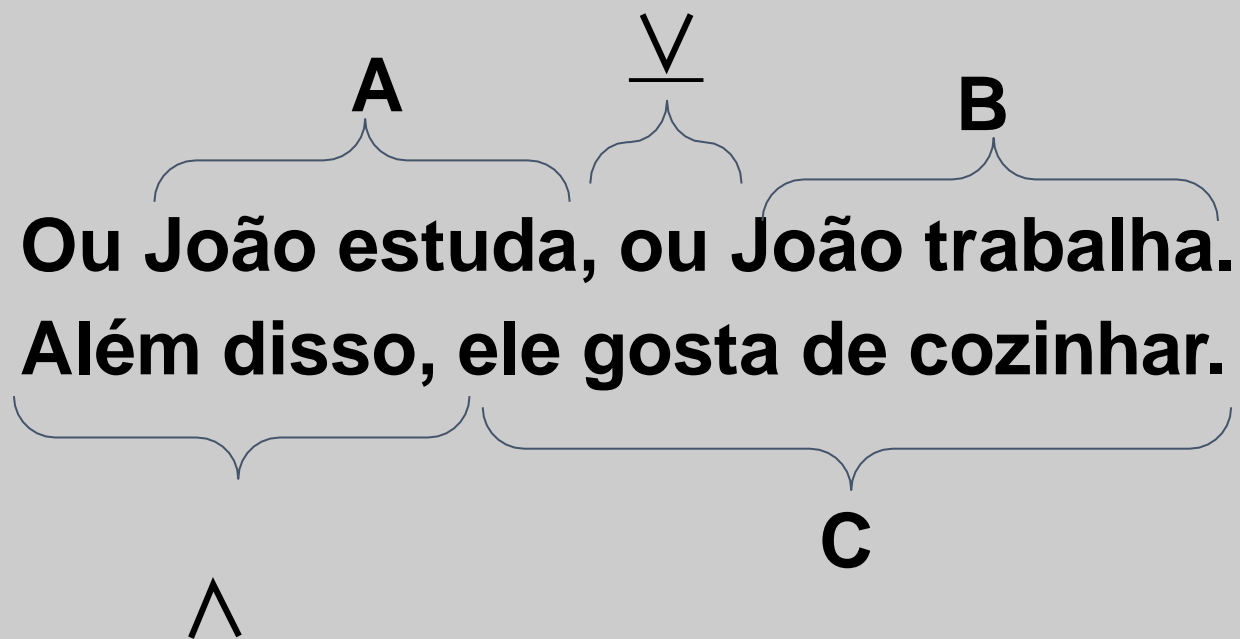 ⊻
A
B
Ou João estuda, ou João trabalha.
Além disso, ele gosta de cozinhar.
C
∧